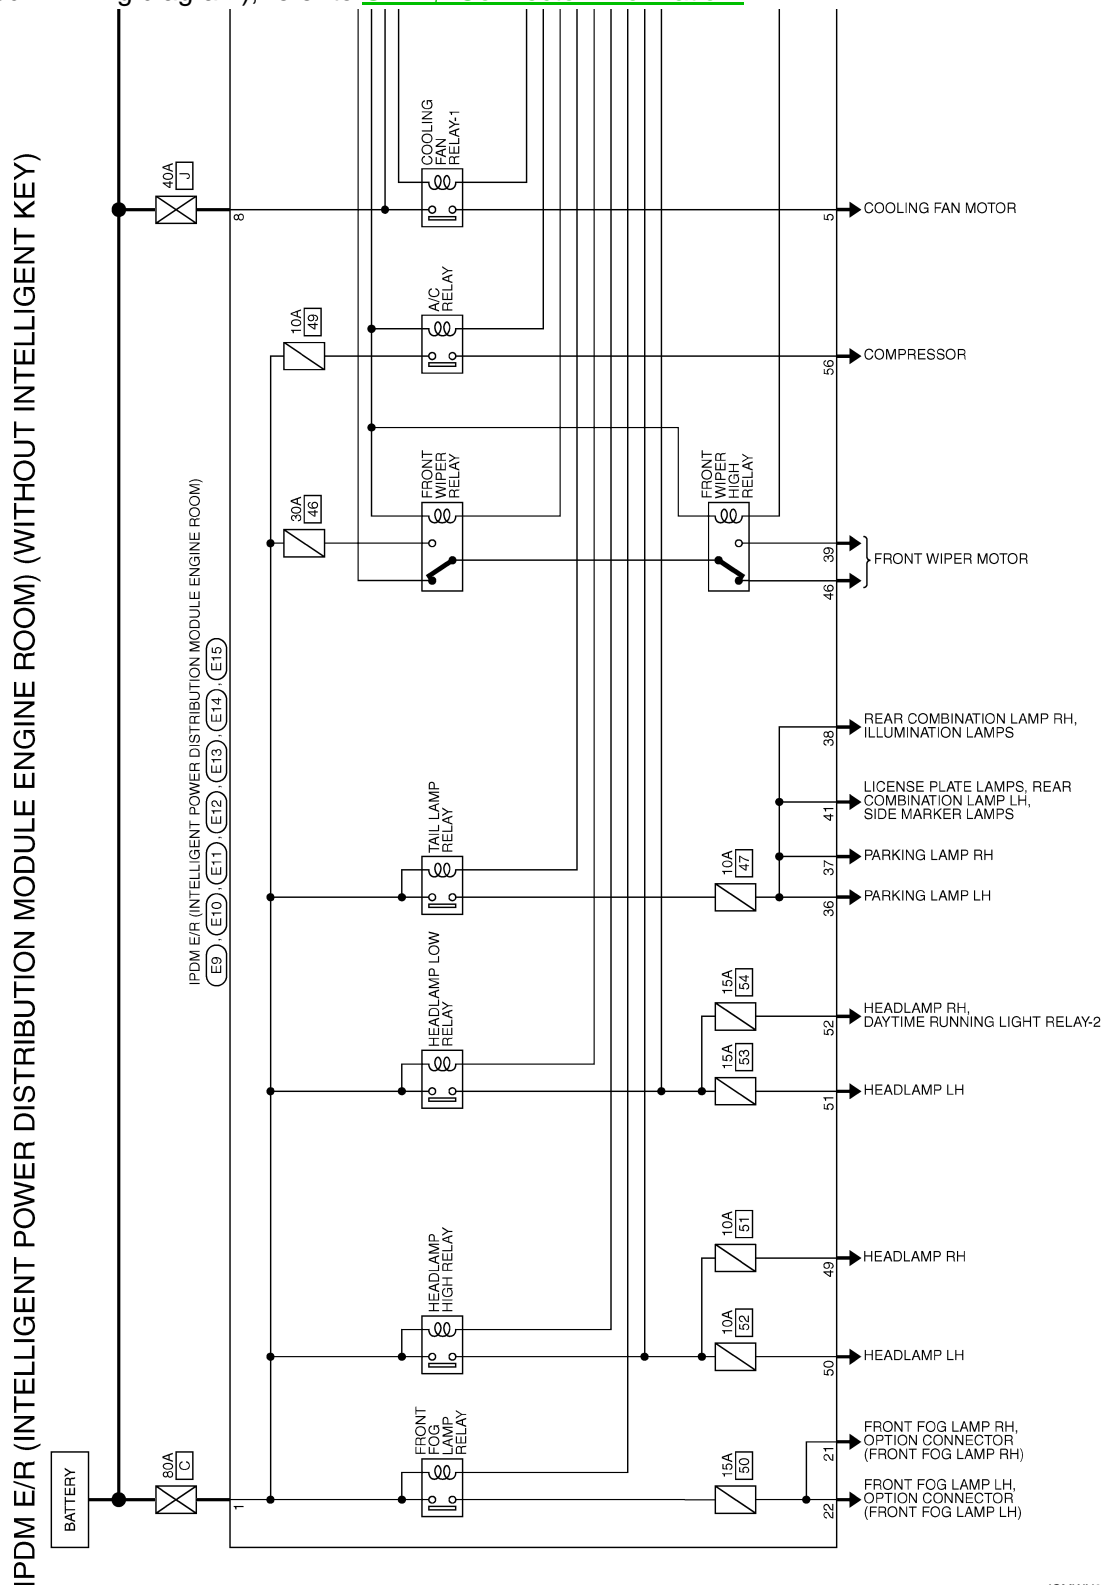 IPDM E/R (INTELLIGENT POWER DISTRIBUTION MODULE ENGINE ROOM) (WITHOUT INTELLIGENT KEY)
BATTERY
80A
C
40A
J
1
8
IPDM E/R (INTELLIGENT POWER DISTRIBUTION MODULE ENGINE ROOM)
E9, E10, E11, E12, E13, E14, E15
COOLING
FAN
RELAY-1
5
COOLING FAN MOTOR
10A
49
A/C
RELAY
56
COMPRESSOR
30A
46
FRONT
WIPER
RELAY
FRONT
WIPER
HIGH
RELAY
39
46
FRONT WIPER MOTOR
38
REAR COMBINATION LAMP RH,
ILLUMINATION LAMPS
41
LICENSE PLATE LAMPS, REAR
COMBINATION LAMP LH,
SIDE MARKER LAMPS
TAIL LAMP
RELAY
10A
47
37
PARKING LAMP RH
36
PARKING LAMP LH
HEADLAMP LOW
RELAY
15A
54
52
HEADLAMP RH,
DAYTIME RUNNING LIGHT RELAY-2
15A
53
51
HEADLAMP LH
HEADLAMP
HIGH RELAY
10A
51
49
HEADLAMP RH
10A
52
50
HEADLAMP LH
FRONT
FOG
LAMP
RELAY
15A
50
21
FRONT FOG LAMP RH,
OPTION CONNECTOR
(FRONT FOG LAMP RH)
22
FRONT FOG LAMP LH,
OPTION CONNECTOR
(FRONT FOG LAMP LH)